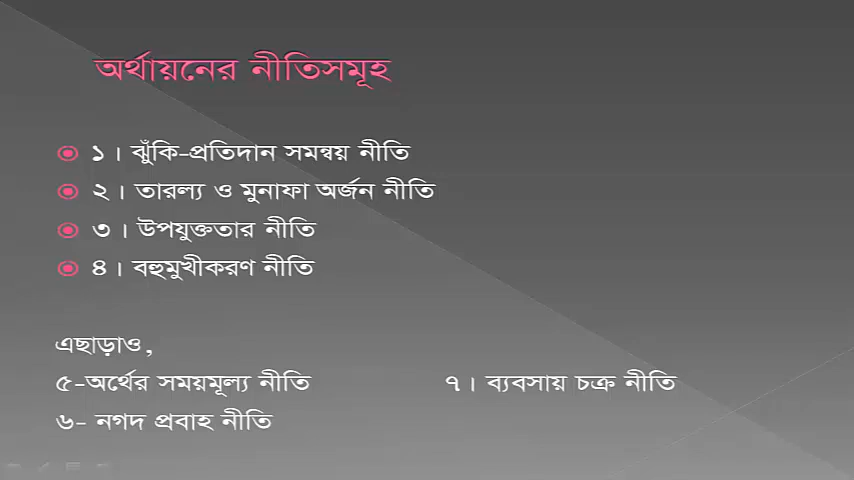 অর্থায়নের নীতিসমূহ
১। ঝুঁকি-প্রতিদান সমন্বয় নীতি
২। তারল্য ও মুনাফা অর্জন নীতি
৩। উপযুক্ততার নীতি
৪। বহুমুখীকরণ নীতি
এছাড়াও,
৫-অর্থের সময়মূল্য নীতি
৭। ব্যবসায় চক্র নীতি
৬- নগদ প্রবাহ নীতি